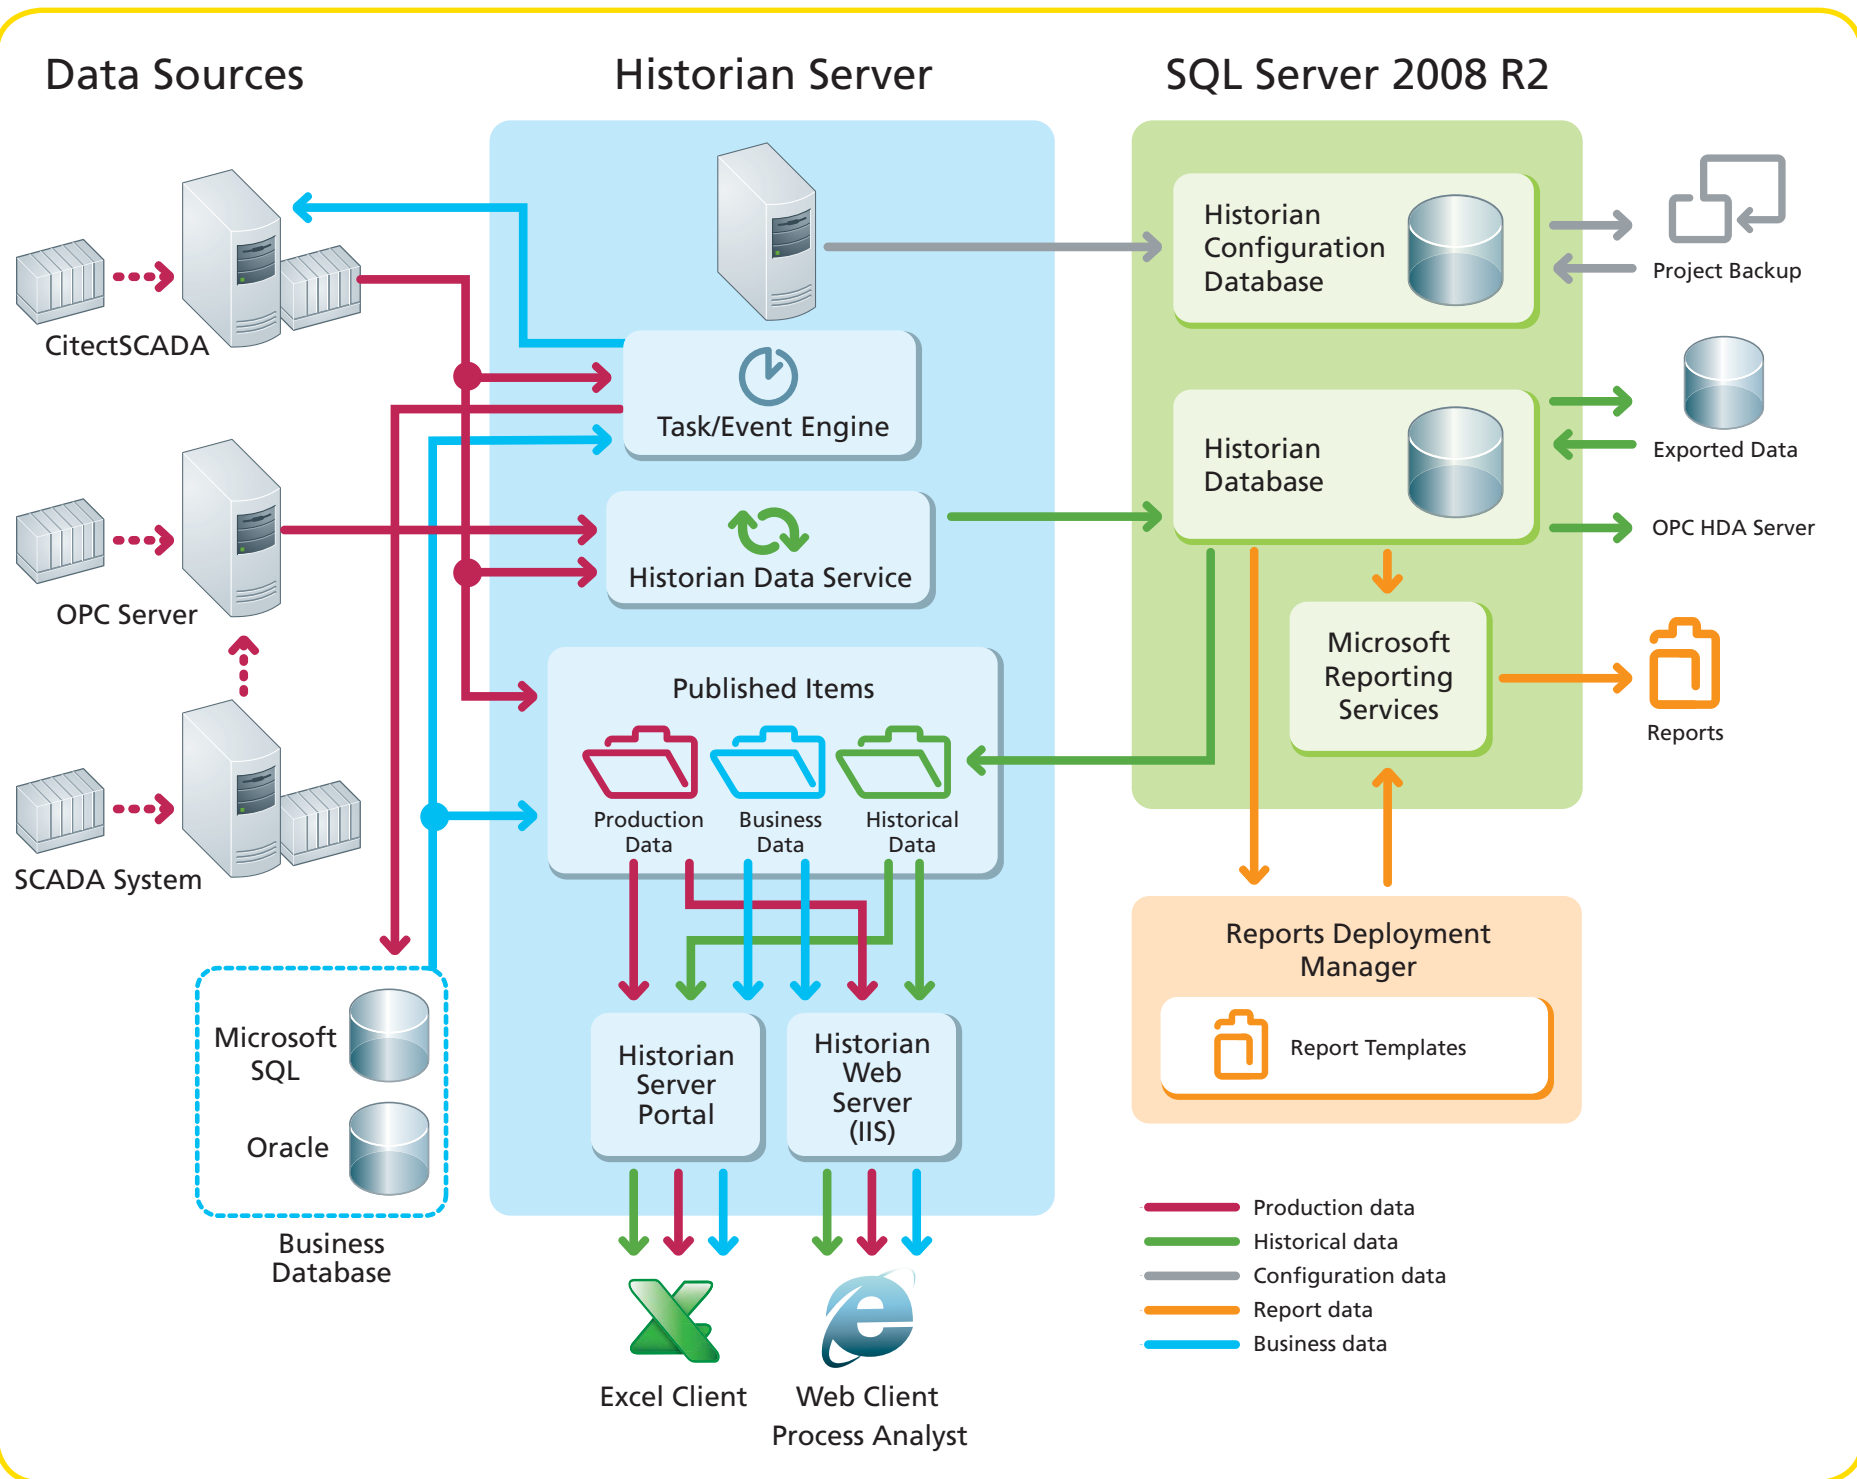 Data Sources
Historian Server
SQL Server 2008 R2
CitectSCADA
OPC Server
SCADA System
Microsoft
SQL
Oracle
Business
Database
Task/Event Engine
Historian Data Service
Published Items
Production
Data
Business
Data
Historical
Data
Historian
Server
Portal
Historian
Web
Server
(IIS)
Excel Client
Web Client
Process Analyst
Historian
Configuration
Database
Historian
Database
Microsoft
Reporting
Services
Project Backup
Exported Data
OPC HDA Server
Reports
Reports Deployment
Manager
Report Templates
Production data
Historical data
Configuration data
Report data
Business data